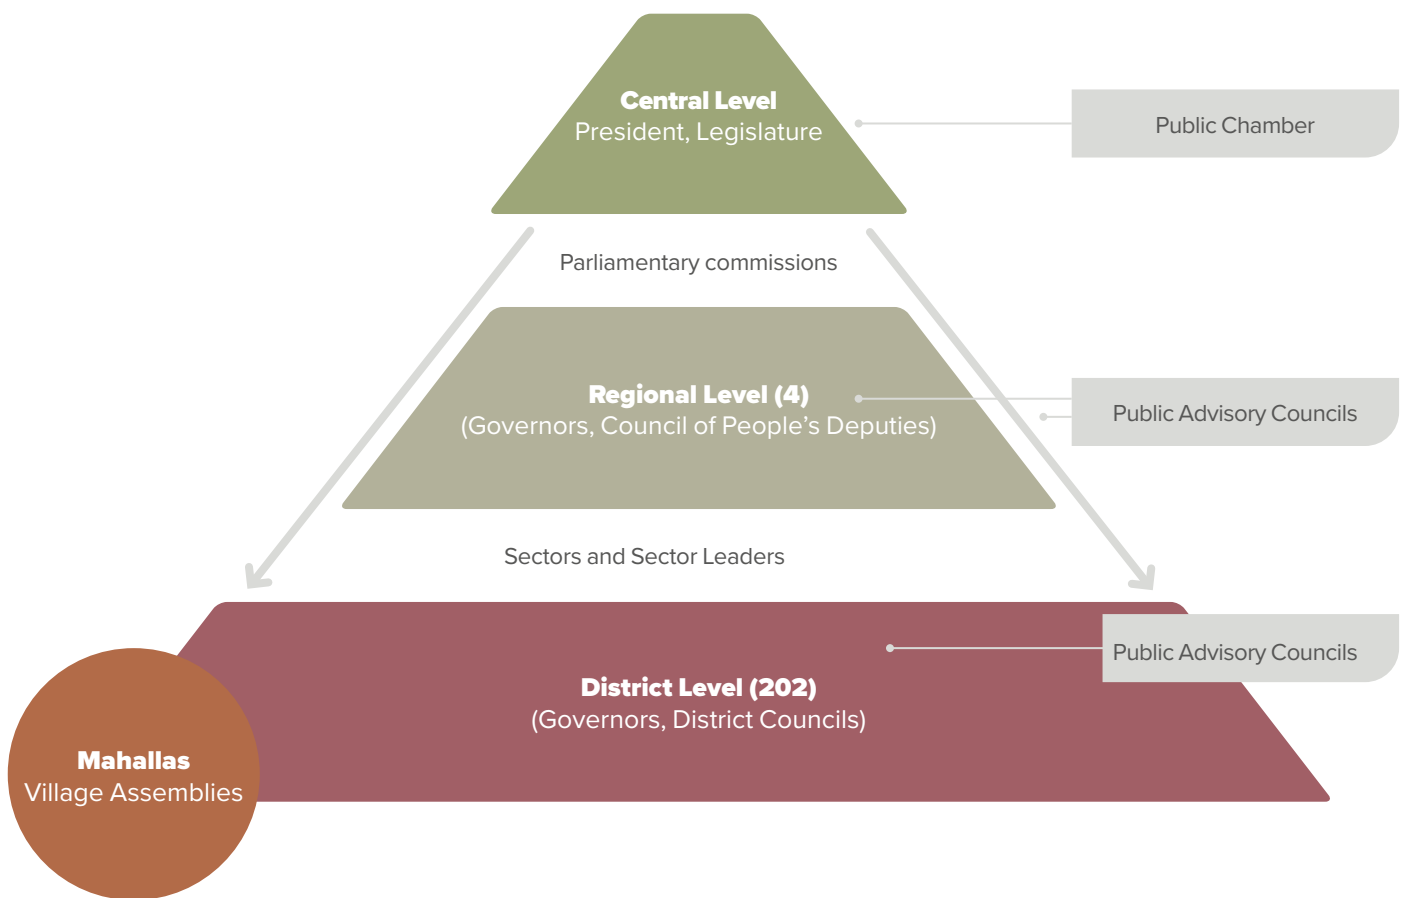 Central Level
President, Legislature
Public Chamber
Parliamentary commissions
Regional Level (4)
(Governors, Council of People’s Deputies)
Public Advisory Councils
Sectors and Sector Leaders
Public Advisory Councils
District Level (202)
(Governors, District Councils)
Mahallas
Village Assemblies